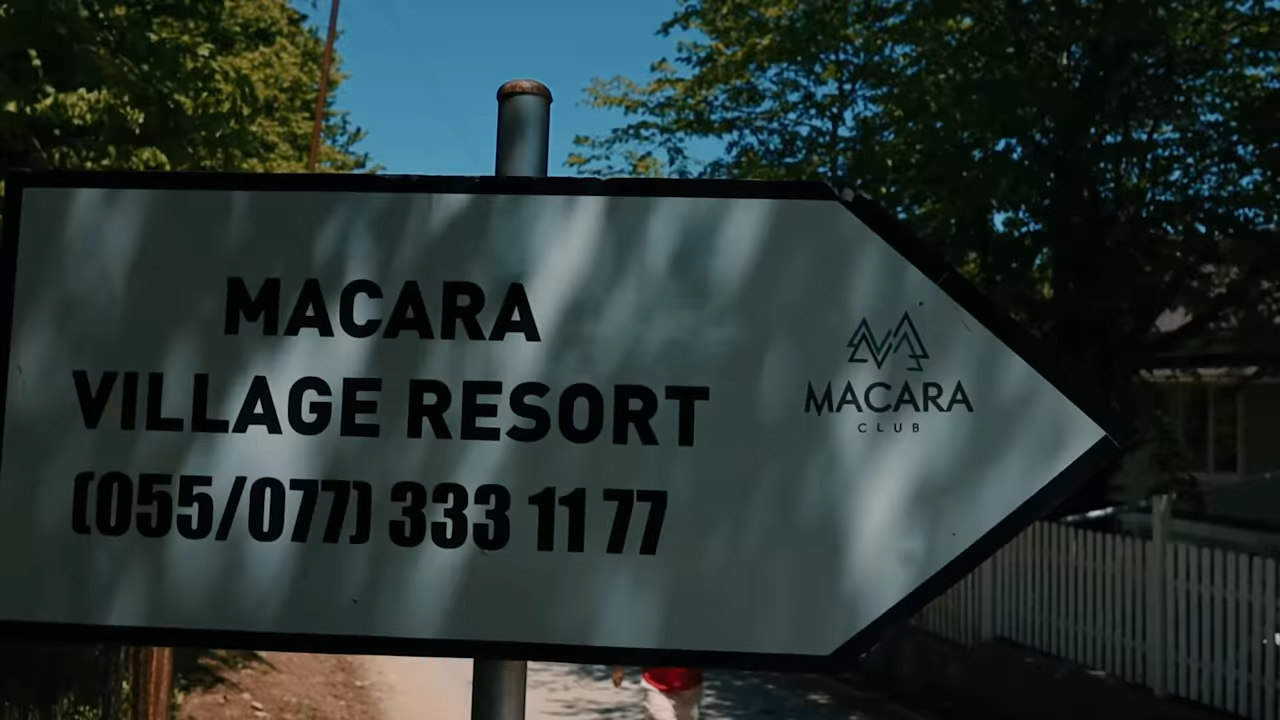 MACARA
VILLAGE RESORT
(055/077) 333 11 77
MACARA
CLUB